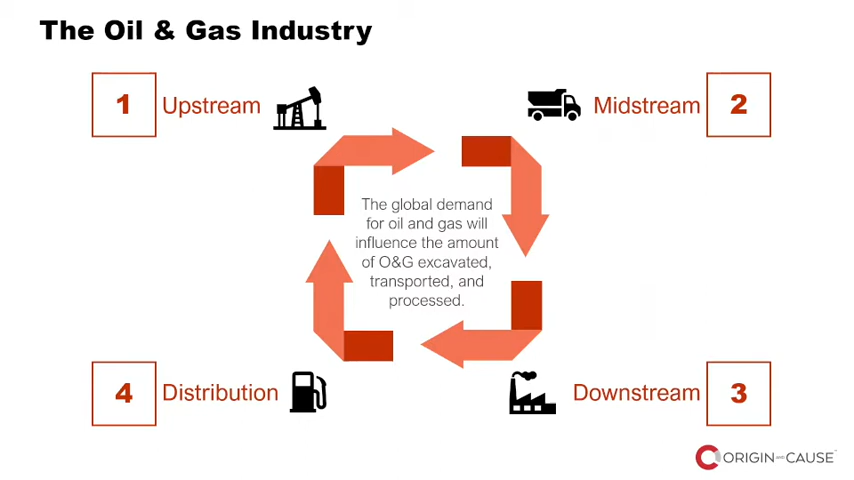 The Oil & Gas Industry
1 Upstream
Midstream 2
The global demand
for oil and gas will
influence the amount
of O&G excavated,
transported, and
processed.
4 Distribution
Downstream 3
ORIGIN AND CAUSE